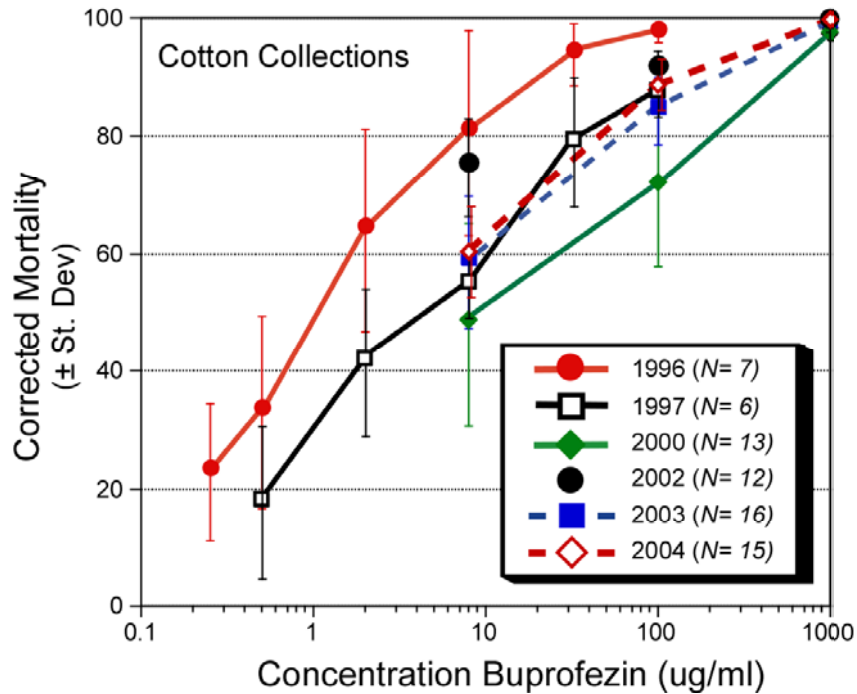 100
80
60
40
20
0
Corrected Mortality
(± St. Dev)
Cotton Collections
1996 (N= 7)
1997 (N= 6)
2000 (N= 13)
2002 (N= 12)
2003 (N= 16)
2004 (N= 15)
0.1
1
10
100
1000
Concentration Buprofezin (ug/ml)